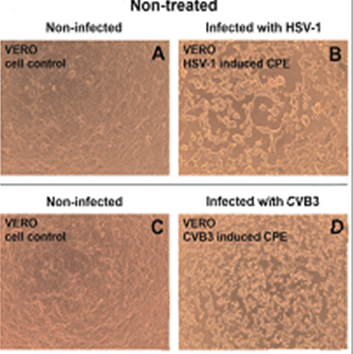 Non-treated
Non-infected
Infected with HSV-1
VERO
cell control
A
VERO
HSV-1 induced CPE
B
Non-infected
Infected with CVB3
VERO
cell control
C
VERO
CVB3 induced CPE
D